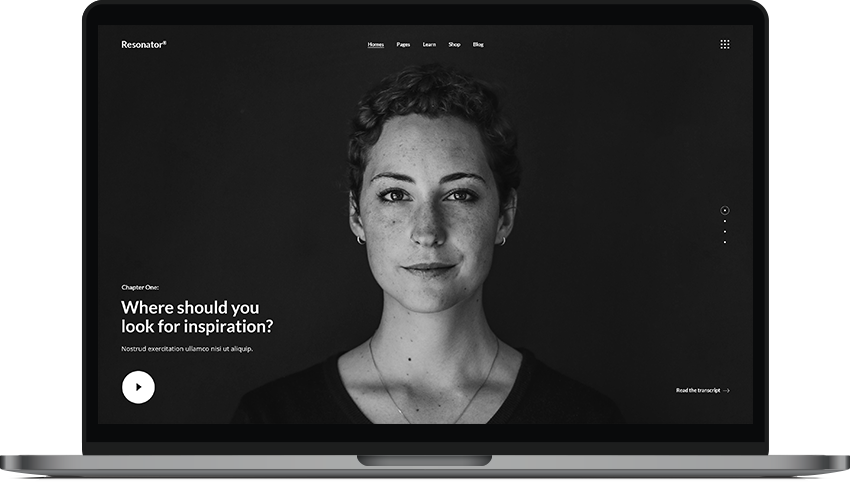 Resonator®
Homes Pages Learn Shop Blog
Chapter One:
Where should you
look for inspiration?
Nostrud exercitation ullamco nisi ut aliquip.
Read the transcript